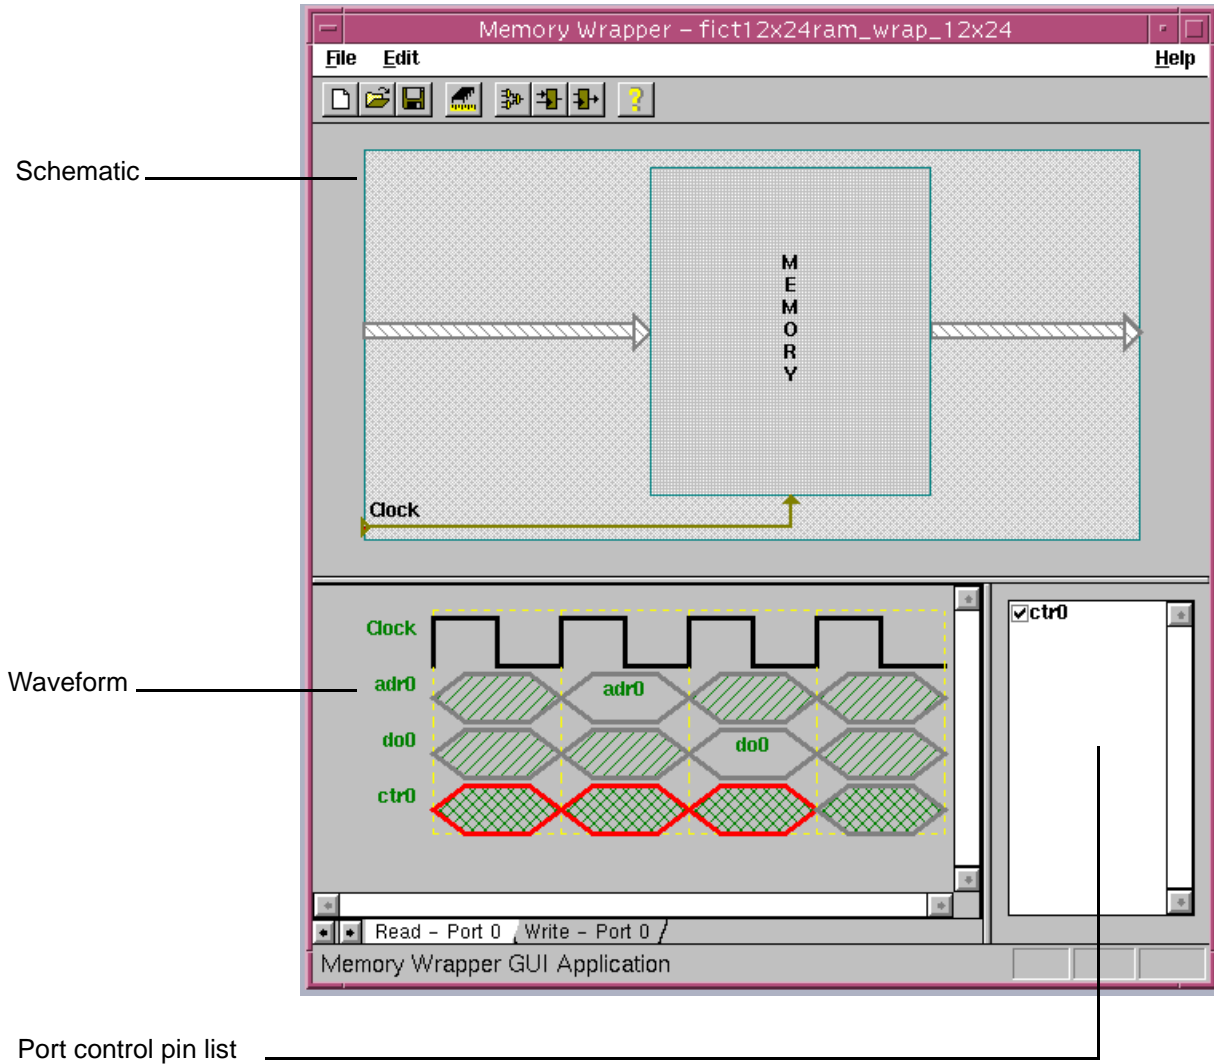 Memory Wrapper – fict12x24ram_wrap_12x24
File Edit Help
?
Schematic
M
E
M
O
R
Y
Clock
Clock
ctr0
Waveform
adr0 adr0
do0 do0
ctr0
Read – Port 0 Write – Port 0
Memory Wrapper GUI Application
Port control pin list